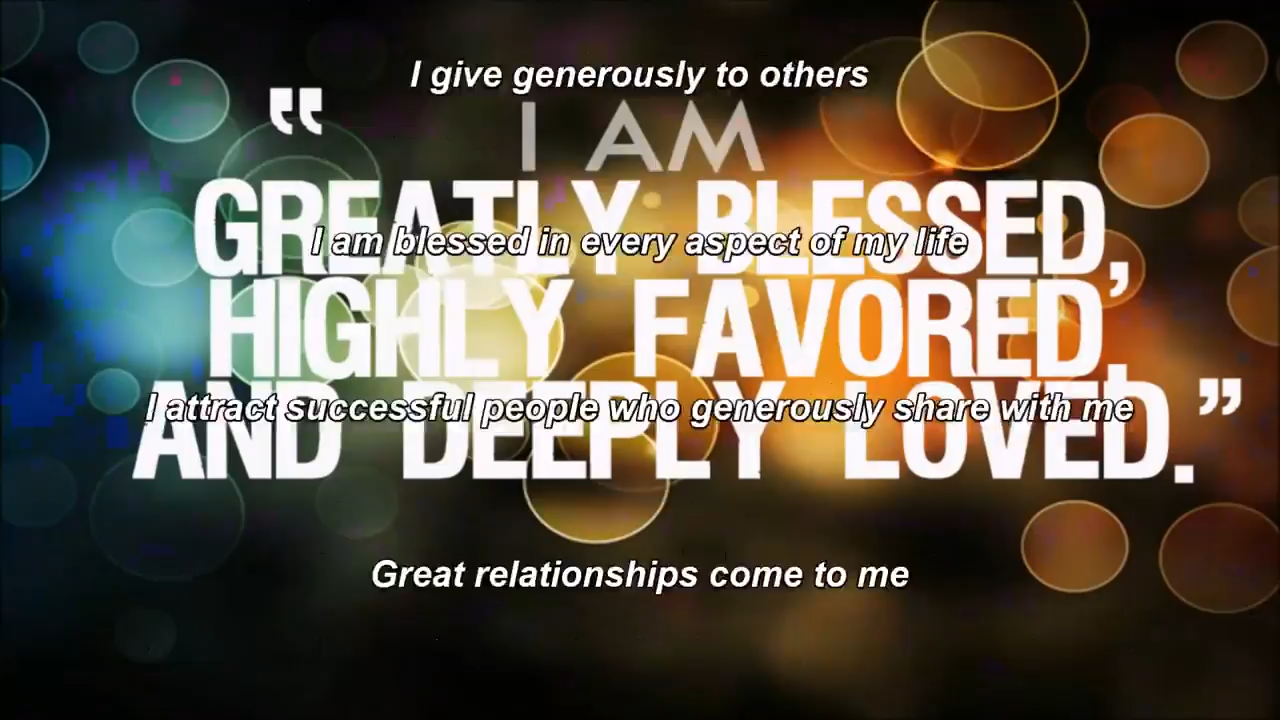 I give generously to others
“I AM
GREATLY BLESSED,
I am blessed in every aspect of my life
HIGHLY FAVORED,
I attract successful people who generously share with me
AND DEEPLY LOVED.”
Great relationships come to me